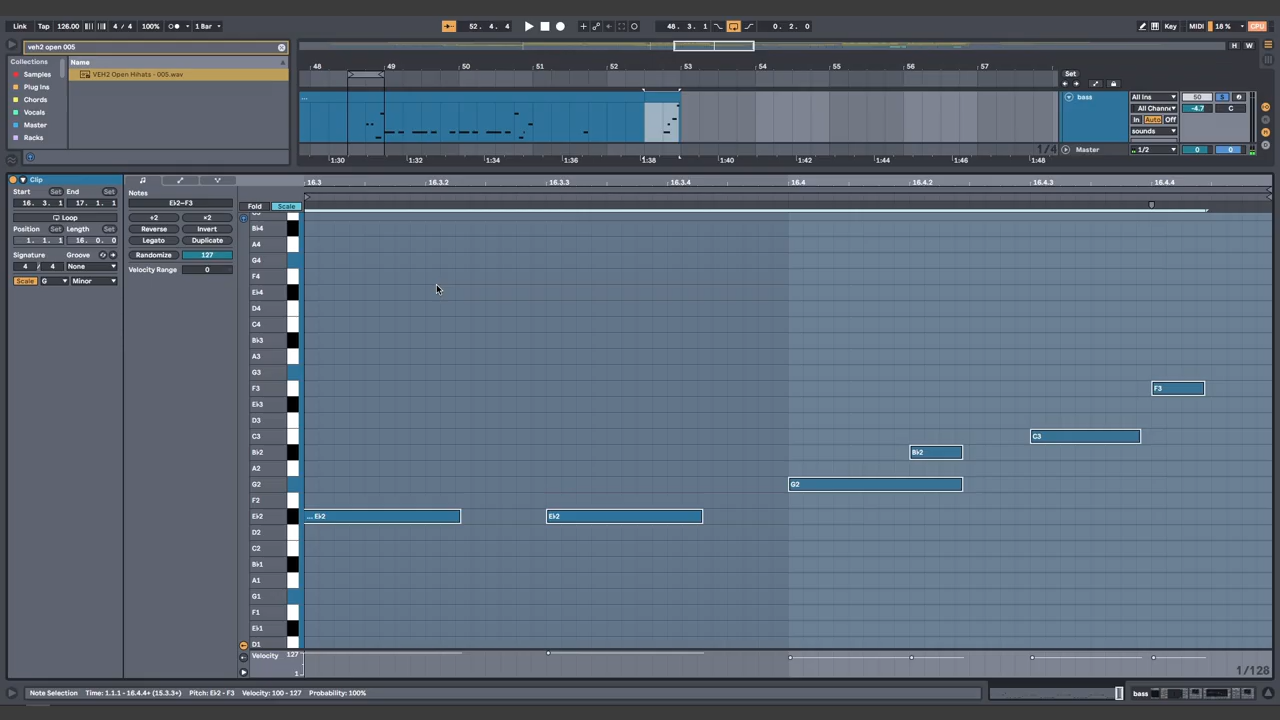 Link Tap 126.00 4 / 4 100% 1 Bar 52. 4. 4 48. 3. 1 0. 2. 0 Key MIDI 18 % CPU
veh2 open 005
H W
Collections Name
Samples VEH2 Open Hihats - 005.wav
Plug Ins
Chords
Vocals
Master
Racks
48 49 50 51 52 53 54 55 56 57
Set
...
bass All Ins 50 S
All Channe -4.7 C
In Auto Off
sounds
1/4 Master 1/2 0 0
1:30 1:32 1:34 1:36 1:38 1:40 1:42 1:44 1:46 1:48
Clip
Start Set End Set
16. 3. 1 17. 1. 1
Loop
Position Set Length Set
1. 1. 1 16. 0. 0
Signature Groove
4 / 4 None
Scale G Minor
Notes
E♭2–F3
÷2 ×2
Reverse Invert
Legato Duplicate
Randomize 127
Velocity Range 0
16.3 16.3.2 16.3.3 16.3.4 16.4 16.4.2 16.4.3 16.4.4
Fold Scale
B♭4
A4
G4
F4
E♭4
D4
C4
B♭3
A3
G3
F3 F3
E♭3
D3
C3 C3
B♭2 B♭2
A2
G2 G2
F2
E♭2 ... E♭2 E♭2
D2
C2
B♭1
A1
G1
F1
E♭1
D1
Velocity 127
1
1/128
Note Selection Time: 1.1.1 - 16.4.4+ (15.3.3+) Pitch: E♭2 - F3 Velocity: 100 - 127 Probability: 100%
bass